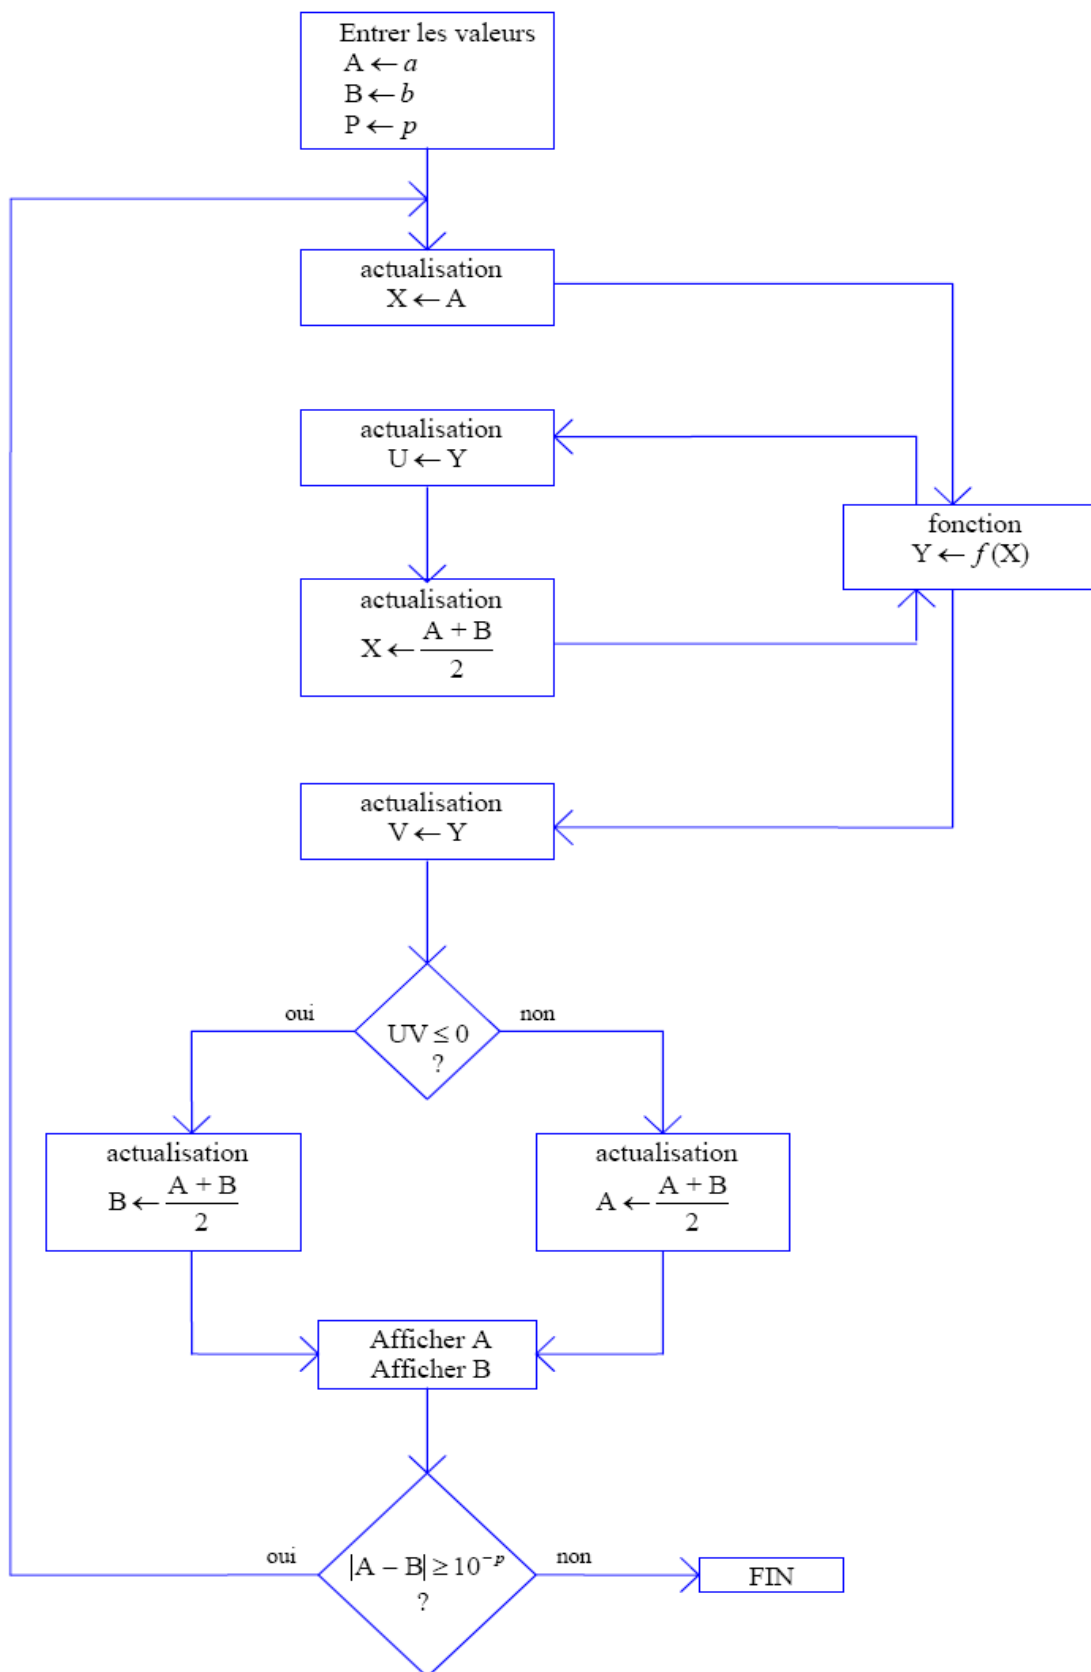 Entrer les valeurs
A ← a
B ← b
P ← p
actualisation
X ← A
actualisation
U ← Y
fonction
Y ← f(X)
actualisation
X ← A + B
2
actualisation
V ← Y
oui
non
UV ≤ 0
?
actualisation
B ← A + B
2
actualisation
A ← A + B
2
Afficher A
Afficher B
oui
|A − B| ≥ 10⁻ᵖ
?
non
FIN